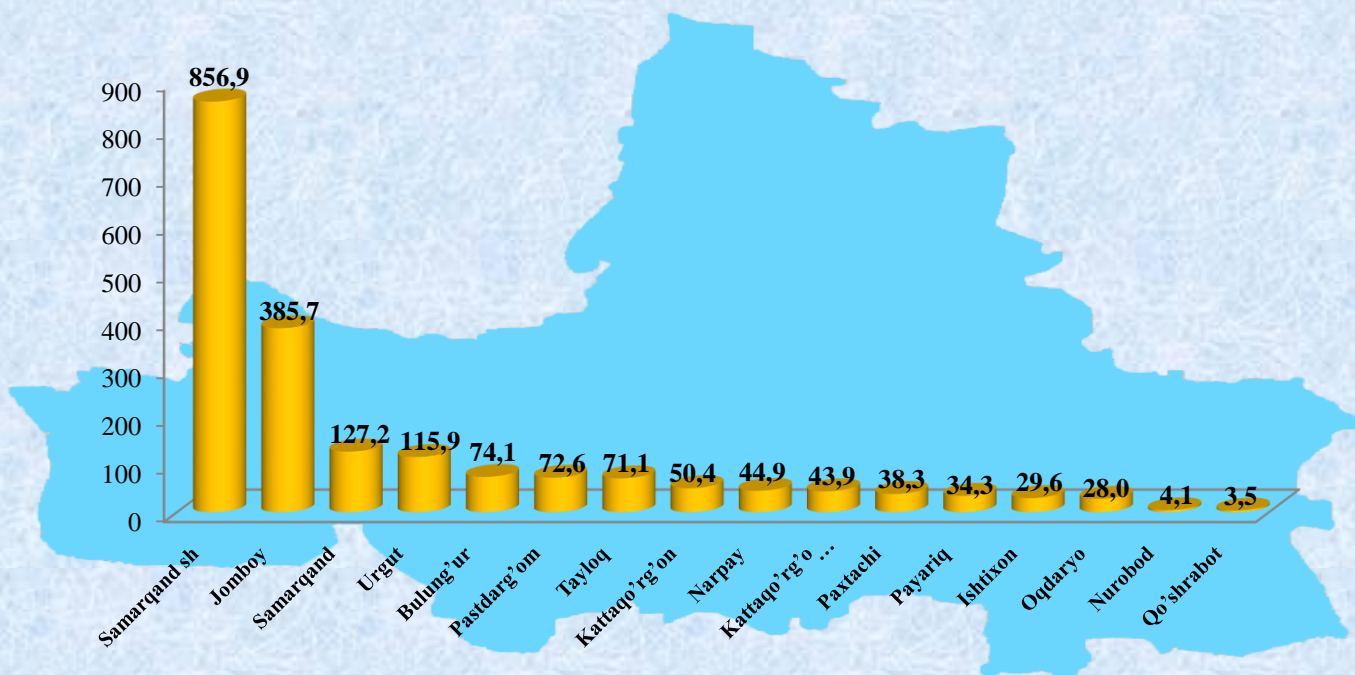 900
800
700
600
500
400
300
200
100
0
856,9
385,7
127,2
115,9
74,1
72,6
71,1
50,4
44,9
43,9
38,3
34,3
29,6
28,0
4,1
3,5
Samarqand sh
Jomboy
Samarqand
Urgut
Bulung’ur
Pastdarg’om
Tayloq
Kattaqo’rg’on
Narpay
Kattaqo’rg’o ...
Paxtachi
Payariq
Ishtixon
Oqdaryo
Nurobod
Qo’shrabot